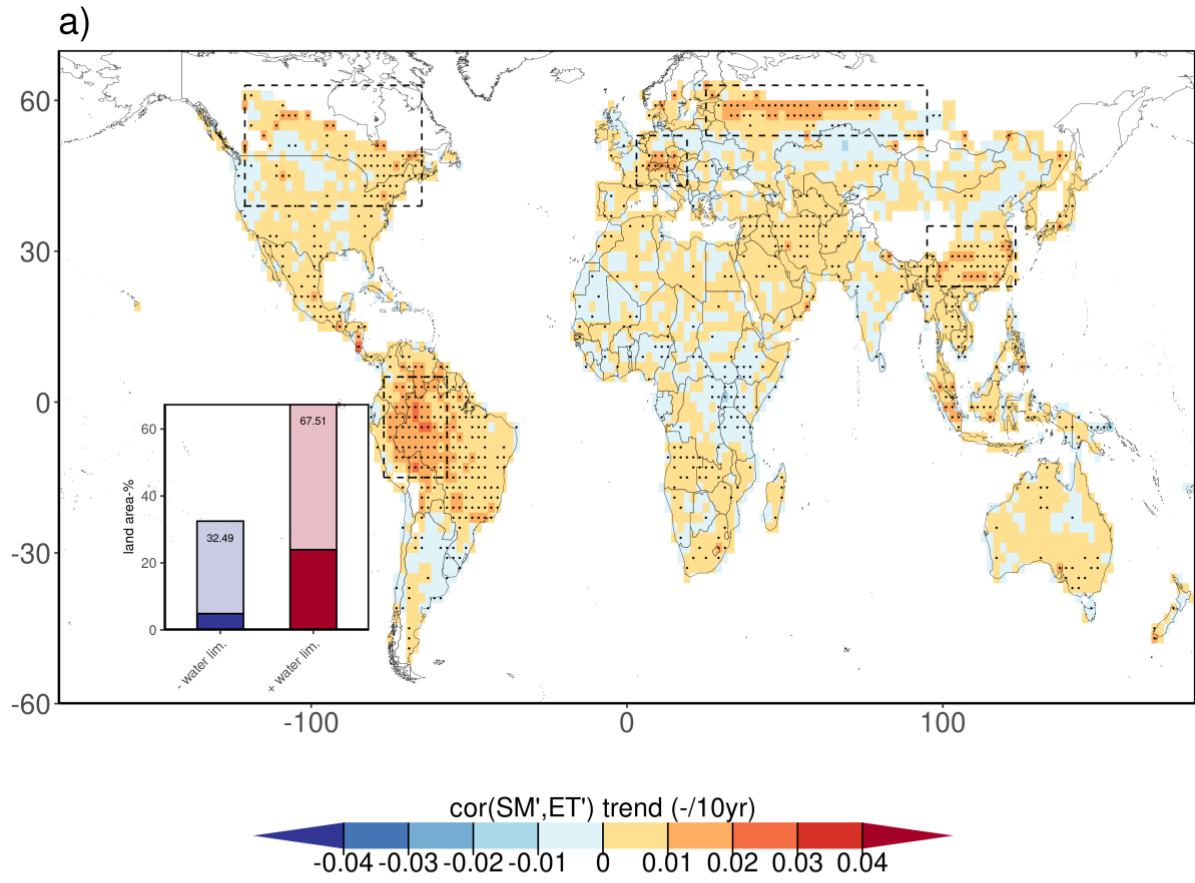 a)
60
30
0
-30
-60
-100
0
100
land area-%
60
40
20
0
32.49
67.51
- water lim.
+ water lim.
cor(SM',ET') trend (-/10yr)
-0.04 -0.03 -0.02 -0.01 0 0.01 0.02 0.03 0.04